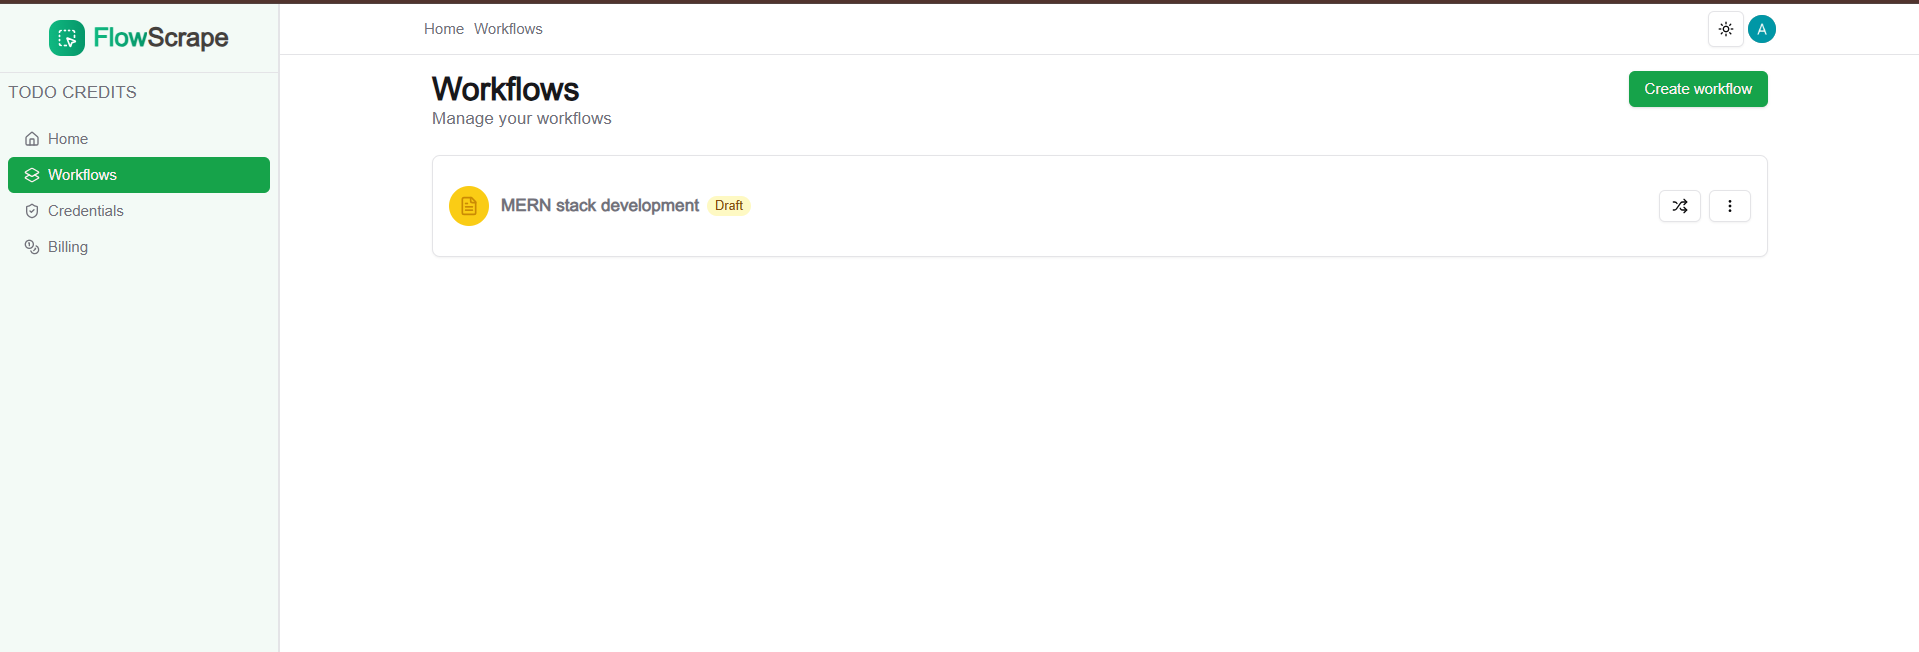 FlowScrape
TODO CREDITS
Home
Workflows
Credentials
Billing
Home Workflows
A
Workflows
Manage your workflows
Create workflow
MERN stack development Draft